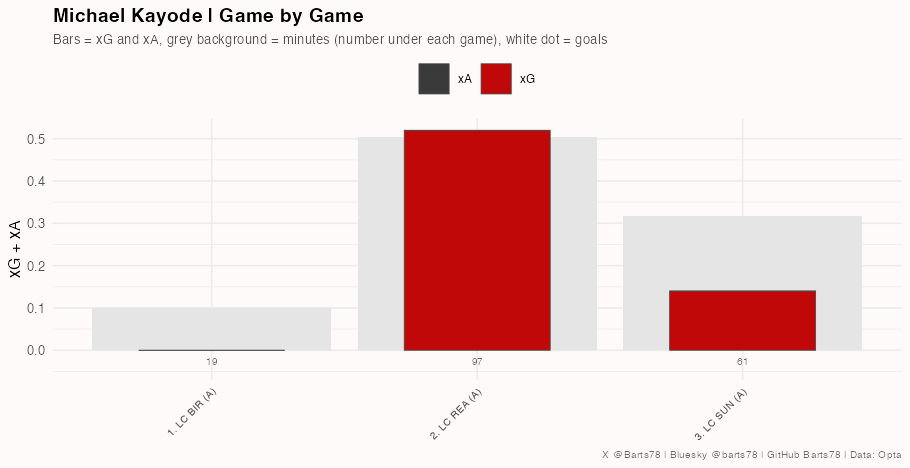 Michael Kayode | Game by Game
Bars = xG and xA, grey background = minutes (number under each game), white dot = goals
xA
xG
xG + xA
0.5
0.4
0.3
0.2
0.1
0.0
19
97
61
1. LC BIR (A)
2. LC REA (A)
3. LC SUN (A)
X @Barts78 | Bluesky @barts78 | GitHub Barts78 | Data: Opta